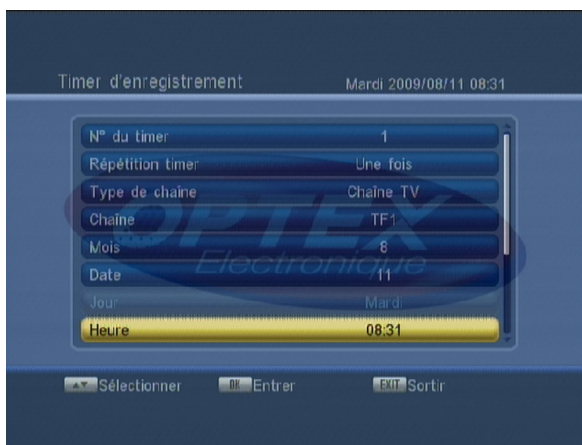 Timer d'enregistrement Mardi 2009/08/11 08:31
N° du timer 1
Répétition timer Une fois
Type de chaîne Chaîne TV
Chaîne TF1
Mois 8
OPTEX
Electronique
Date 11
Jour Mardi
Heure 08:31
▲▼ Sélectionner OK Entrer EXIT Sortir